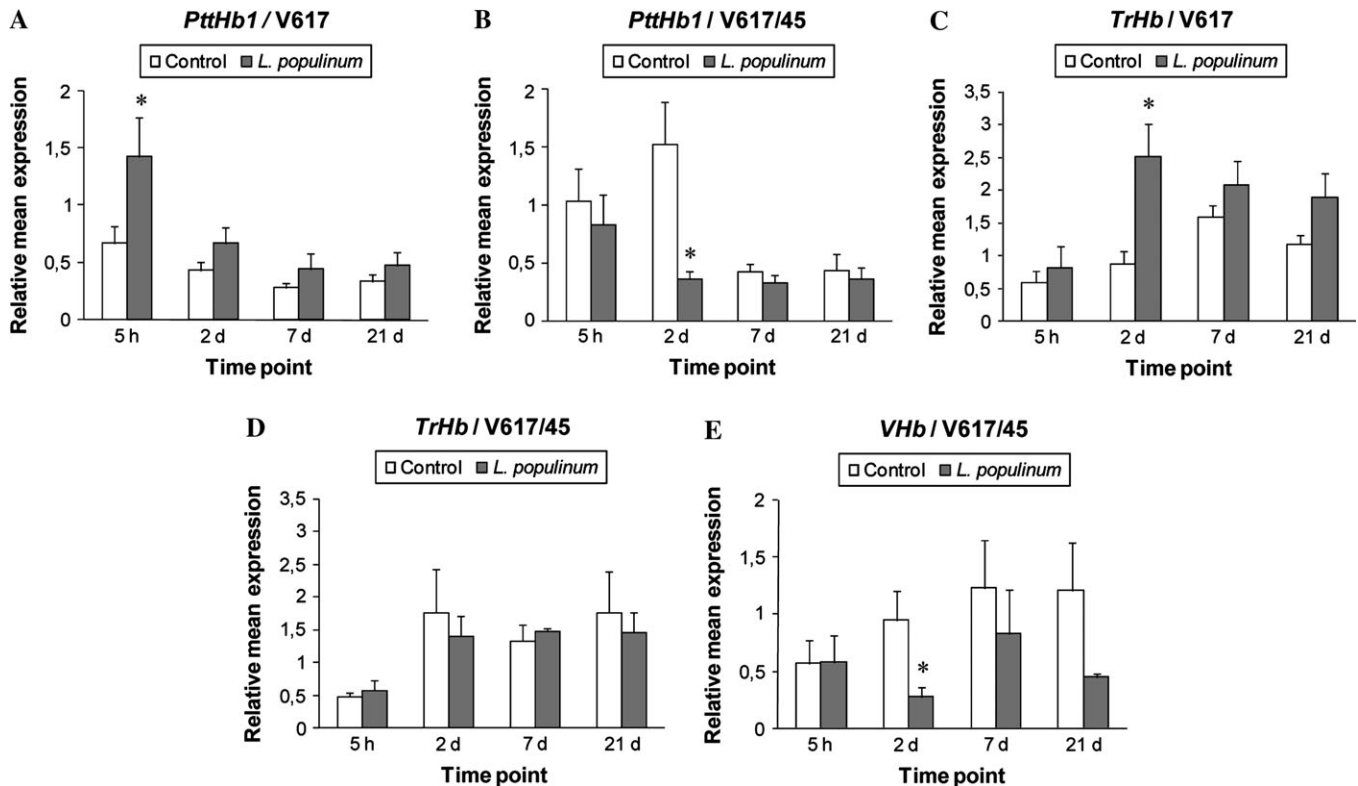 A
PttHb1 / V617
Control L. populinum
Relative mean expression
2
1,5
1
0,5
0
*
5 h 2 d 7 d 21 d
Time point
B
PttHb1 / V617/45
Control L. populinum
Relative mean expression
2
1,5
1
0,5
0
*
5 h 2 d 7 d 21 d
Time point
C
TrHb / V617
Control L. populinum
Relative mean expression
3,5
3
2,5
2
1,5
1
0,5
0
*
5 h 2 d 7 d 21 d
Time point
D
TrHb / V617/45
Control L. populinum
Relative mean expression
3,5
3
2,5
2
1,5
1
0,5
0
5 h 2 d 7 d 21 d
Time point
E
VHb / V617/45
Control L. populinum
Relative mean expression
2
1,5
1
0,5
0
*
5 h 2 d 7 d 21 d
Time point